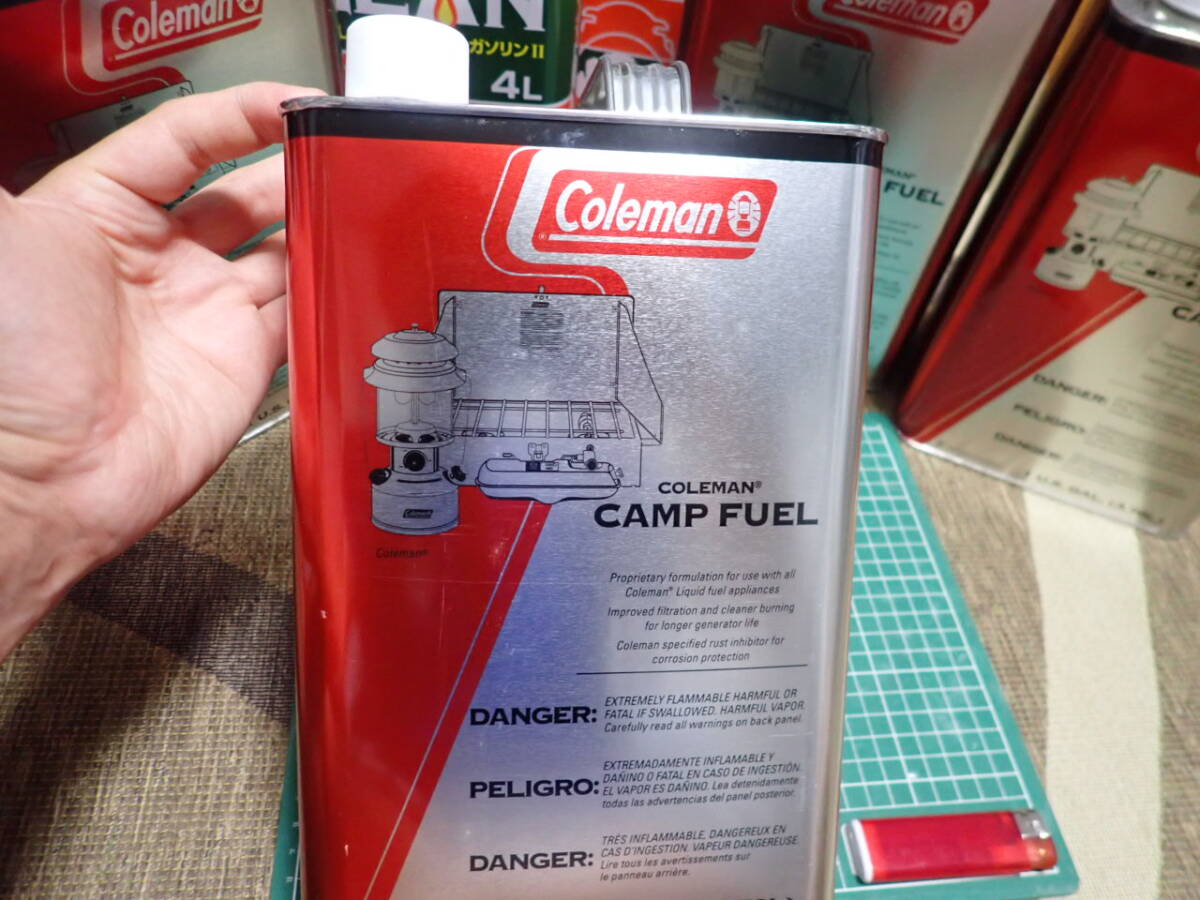 Coleman
LEAN
ガソリンII
4L
Coleman
Coleman
FUEL
COLEMAN®
CAMP FUEL
Coleman
Coleman®
Proprietary formulation for use with all
Coleman® Liquid fuel appliances
Improved filtration and cleaner burning
for longer generator life
Coleman specified rust inhibitor for
corrosion protection
DANGER: EXTREMELY FLAMMABLE HARMFUL OR
FATAL IF SWALLOWED. HARMFUL VAPOR.
Carefully read all warnings on back panel.
PELIGRO: EXTREMADAMENTE INFLAMABLE Y
DAÑINO O FATAL EN CASO DE INGESTIÓN.
EL VAPOR ES DAÑINO. Lea detenidamente
todas las advertencias del panel posterior.
DANGER: TRÈS INFLAMMABLE, DANGEREUX EN
CAS D'INGESTION. VAPEUR DANGEREUSE.
Lire tous les avertissements sur
le panneau arrière.
DANGER:
PELIGRO:
DANGER: